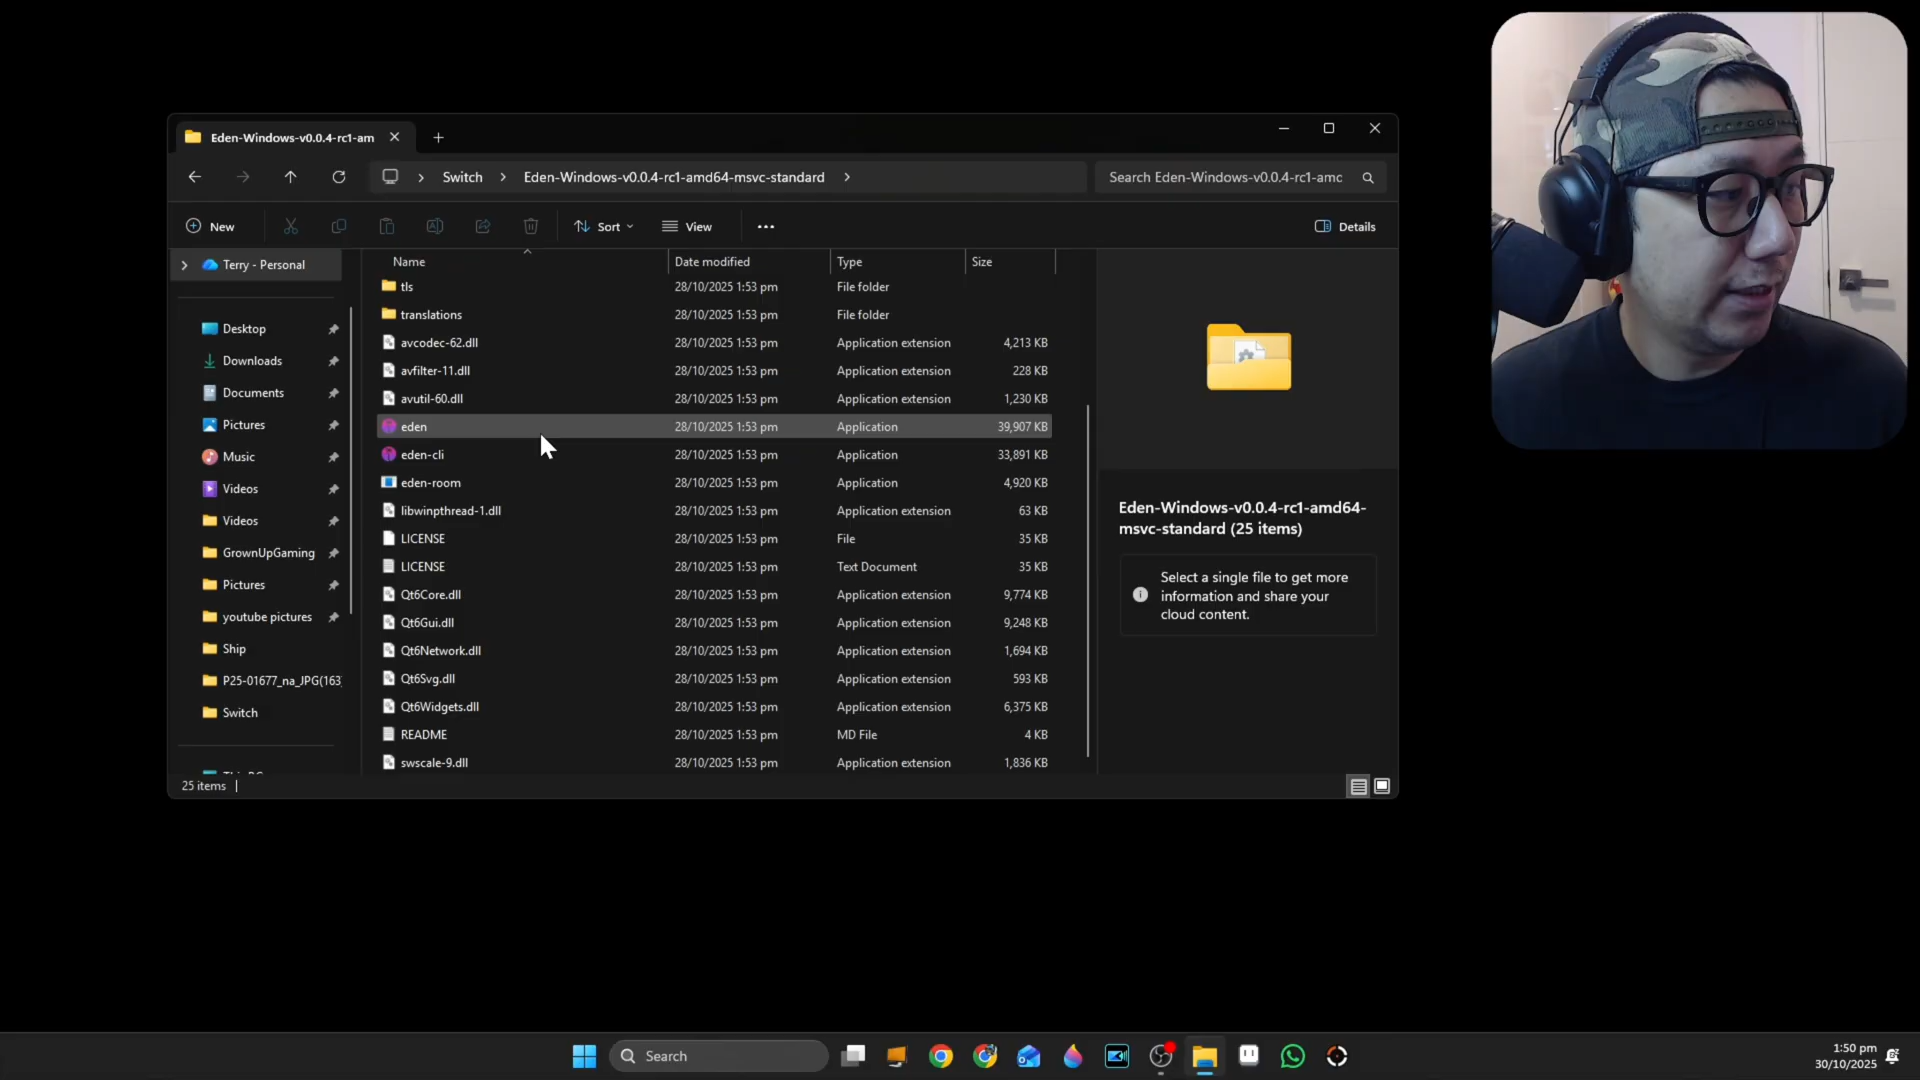 Eden-Windows-v0.0.4-rc1-am
Switch
Eden-Windows-v0.0.4-rc1-amd64-msvc-standard
Search Eden-Windows-v0.0.4-rc1-amc
New
Sort
View
Details
Terry - Personal
Desktop
Downloads
Documents
Pictures
Music
Videos
Videos
GrownUpGaming
Pictures
youtube pictures
Ship
P25-01677_na_JPG(163
Switch
Name Date modified Type Size
tls 28/10/2025 1:53 pm File folder
translations 28/10/2025 1:53 pm File folder
avcodec-62.dll 28/10/2025 1:53 pm Application extension 4,213 KB
avfilter-11.dll 28/10/2025 1:53 pm Application extension 228 KB
avutil-60.dll 28/10/2025 1:53 pm Application extension 1,230 KB
eden 28/10/2025 1:53 pm Application 39,907 KB
eden-cli 28/10/2025 1:53 pm Application 33,891 KB
eden-room 28/10/2025 1:53 pm Application 4,920 KB
libwinpthread-1.dll 28/10/2025 1:53 pm Application extension 63 KB
LICENSE 28/10/2025 1:53 pm File 35 KB
LICENSE 28/10/2025 1:53 pm Text Document 35 KB
Qt6Core.dll 28/10/2025 1:53 pm Application extension 9,774 KB
Qt6Gui.dll 28/10/2025 1:53 pm Application extension 9,248 KB
Qt6Network.dll 28/10/2025 1:53 pm Application extension 1,694 KB
Qt6Svg.dll 28/10/2025 1:53 pm Application extension 593 KB
Qt6Widgets.dll 28/10/2025 1:53 pm Application extension 6,375 KB
README 28/10/2025 1:53 pm MD File 4 KB
swscale-9.dll 28/10/2025 1:53 pm Application extension 1,836 KB
Eden-Windows-v0.0.4-rc1-amd64-
msvc-standard (25 items)
Select a single file to get more
information and share your
cloud content.
25 items
Search
1:50 pm
30/10/2025